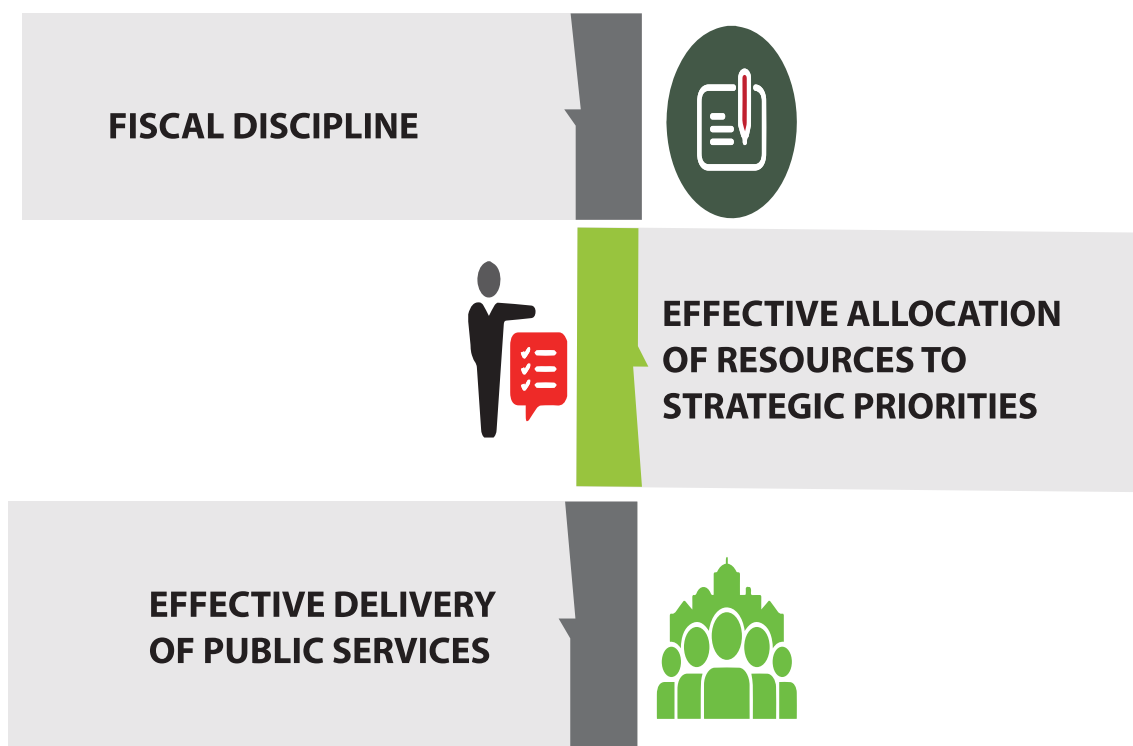 FISCAL DISCIPLINE
EFFECTIVE ALLOCATION
OF RESOURCES TO
STRATEGIC PRIORITIES
EFFECTIVE DELIVERY
OF PUBLIC SERVICES